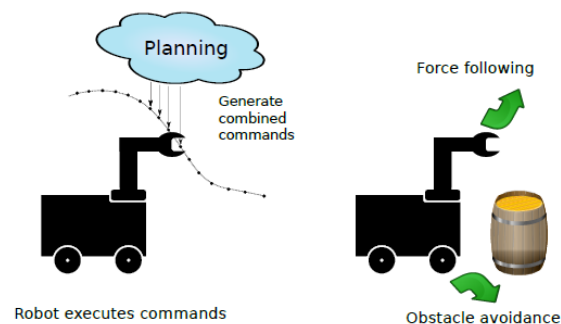 Planning
Generate
combined
commands
Robot executes commands
Force following
Obstacle avoidance